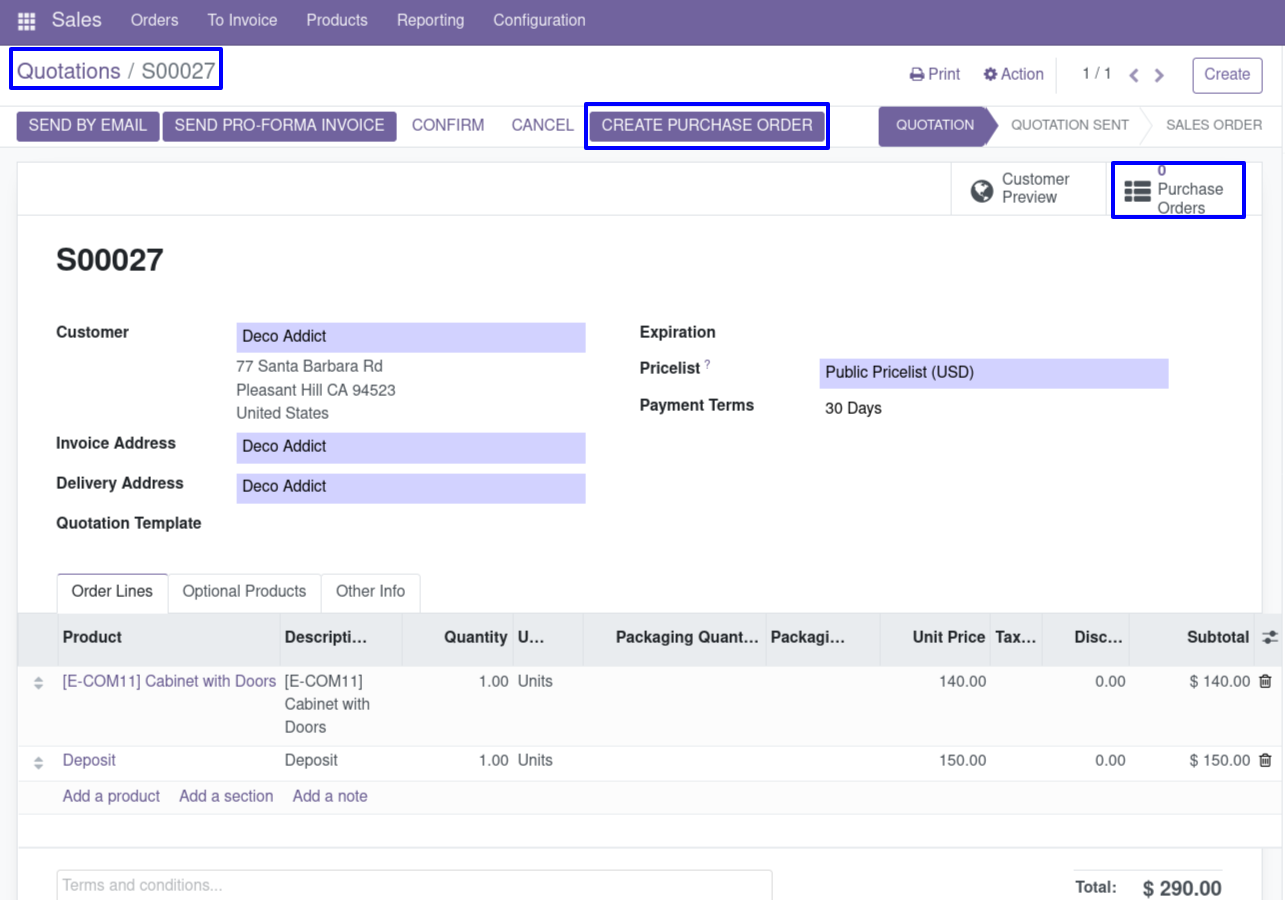 Sales Orders To Invoice Products Reporting Configuration
Quotations / S00027 Print Action 1 / 1 Create
SEND BY EMAIL SEND PRO-FORMA INVOICE CONFIRM CANCEL CREATE PURCHASE ORDER QUOTATION QUOTATION SENT SALES ORDER
Customer
Preview
0
Purchase
Orders
S00027
Customer Deco Addict
77 Santa Barbara Rd
Pleasant Hill CA 94523
United States
Invoice Address Deco Addict
Delivery Address Deco Addict
Quotation Template
Expiration
Pricelist ? Public Pricelist (USD)
Payment Terms 30 Days
Order Lines Optional Products Other Info
Product Descripti... Quantity U... Packaging Quant... Packagi... Unit Price Tax... Disc... Subtotal
[E-COM11] Cabinet with Doors [E-COM11] 1.00 Units 140.00 0.00 $ 140.00
Cabinet with
Doors
Deposit Deposit 1.00 Units 150.00 0.00 $ 150.00
Add a product Add a section Add a note
Terms and conditions...
Total: $ 290.00